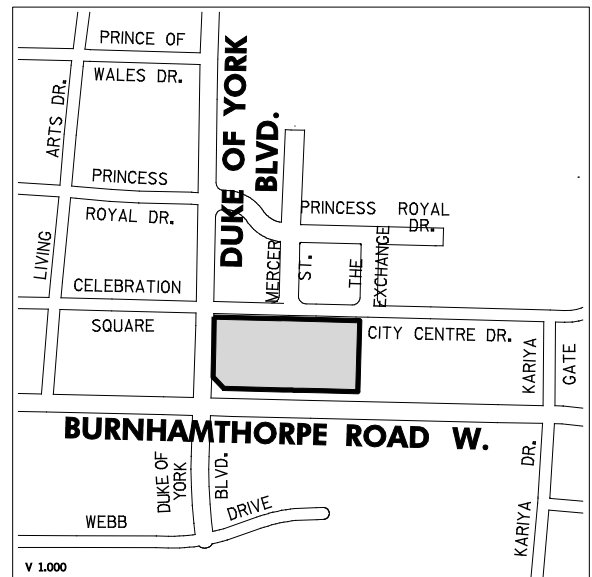 PRINCE OF
WALES DR.
ARTS DR.
LIVING
DUKE OF YORK
BLVD.
PRINCESS
ROYAL DR.
PRINCESS ROYAL
DR.
MERCER
ST.
THE
EXCHANGE
CELEBRATION
SQUARE
CITY CENTRE DR.
KARIYA
GATE
BURNHAMTHORPE ROAD W.
DUKE OF
YORK
BLVD.
KARIYA
DR.
WEBB
DRIVE
V 1.000